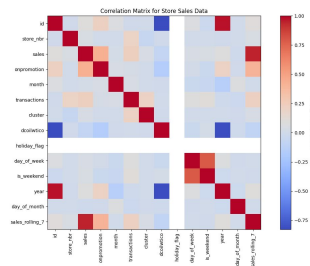 Correlation Matrix for Store Sales Data
id
store_nbr
sales
onpromotion
month
transactions
cluster
dcoilwtico
holiday_flag
day_of_week
is_weekend
year
day_of_month
sales_rolling_7
id
store_nbr
sales
onpromotion
month
transactions
cluster
dcoilwtico
holiday_flag
day_of_week
is_weekend
year
day_of_month
sales_rolling_7
1.00
0.75
0.50
0.25
0.00
−0.25
−0.50
−0.75